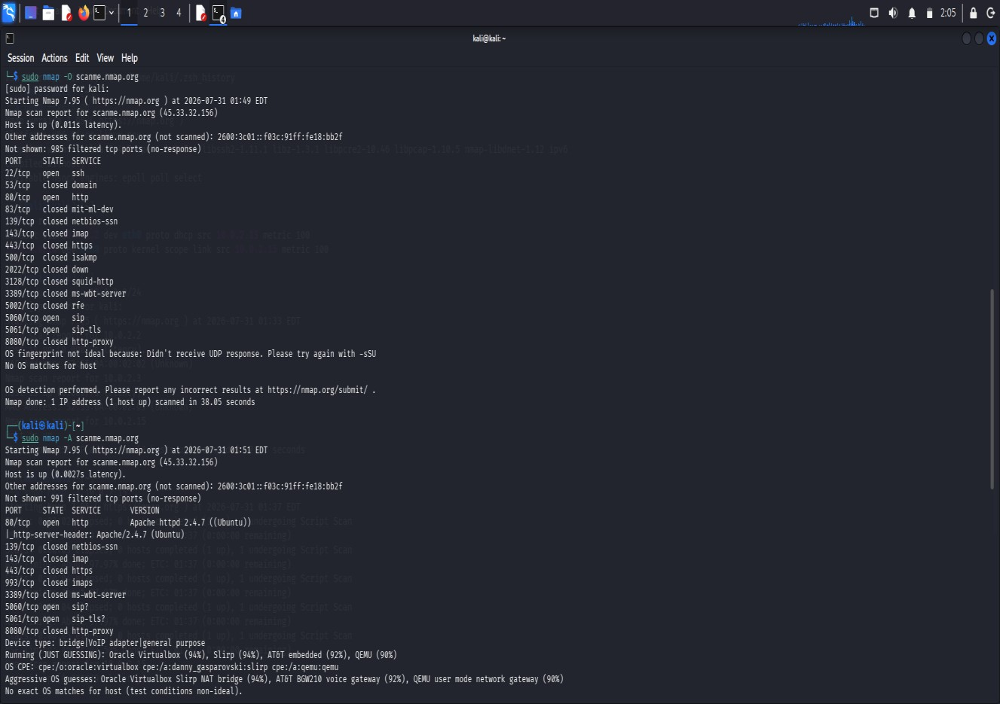 1 2 3 4
4
2:05
kali@kali: ~
Session Actions Edit View Help
└─$ sudo nmap -O scanme.nmap.org
[sudo] password for kali:
Starting Nmap 7.95 ( https://nmap.org ) at 2026-07-31 01:49 EDT
Nmap scan report for scanme.nmap.org (45.33.32.156)
Host is up (0.011s latency).
Other addresses for scanme.nmap.org (not scanned): 2600:3c01::f03c:91ff:fe18:bb2f
Not shown: 985 filtered tcp ports (no-response)
PORT     STATE  SERVICE
22/tcp   open   ssh
53/tcp   closed domain
80/tcp   open   http
83/tcp   closed mit-ml-dev
139/tcp  closed netbios-ssn
143/tcp  closed imap
443/tcp  closed https
500/tcp  closed isakmp
2022/tcp closed down
3128/tcp closed squid-http
3389/tcp closed ms-wbt-server
5002/tcp closed rfe
5060/tcp open   sip
5061/tcp open   sip-tls
8080/tcp closed http-proxy
OS fingerprint not ideal because: Didn't receive UDP response. Please try again with -sSU
No OS matches for host
OS detection performed. Please report any incorrect results at https://nmap.org/submit/ .
Nmap done: 1 IP address (1 host up) scanned in 38.05 seconds
┌──(kali㉿kali)-[~]
└─$ sudo nmap -A scanme.nmap.org
Starting Nmap 7.95 ( https://nmap.org ) at 2026-07-31 01:51 EDT
Nmap scan report for scanme.nmap.org (45.33.32.156)
Host is up (0.0027s latency).
Other addresses for scanme.nmap.org (not scanned): 2600:3c01::f03c:91ff:fe18:bb2f
Not shown: 991 filtered tcp ports (no-response)
PORT     STATE  SERVICE       VERSION
80/tcp   open   http          Apache httpd 2.4.7 ((Ubuntu))
|_http-server-header: Apache/2.4.7 (Ubuntu)
139/tcp  closed netbios-ssn
143/tcp  closed imap
443/tcp  closed https
993/tcp  closed imaps
3389/tcp closed ms-wbt-server
5060/tcp open   sip?
5061/tcp open   sip-tls?
8080/tcp closed http-proxy
Device type: bridge|VoIP adapter|general purpose
Running (JUST GUESSING): Oracle Virtualbox (94%), Slirp (94%), AT&T embedded (92%), QEMU (90%)
OS CPE: cpe:/o:oracle:virtualbox cpe:/a:danny_gasparovski:slirp cpe:/a:qemu:qemu
Aggressive OS guesses: Oracle Virtualbox Slirp NAT bridge (94%), AT&T BGW210 voice gateway (92%), QEMU user mode network gateway (90%)
No exact OS matches for host (test conditions non-ideal).